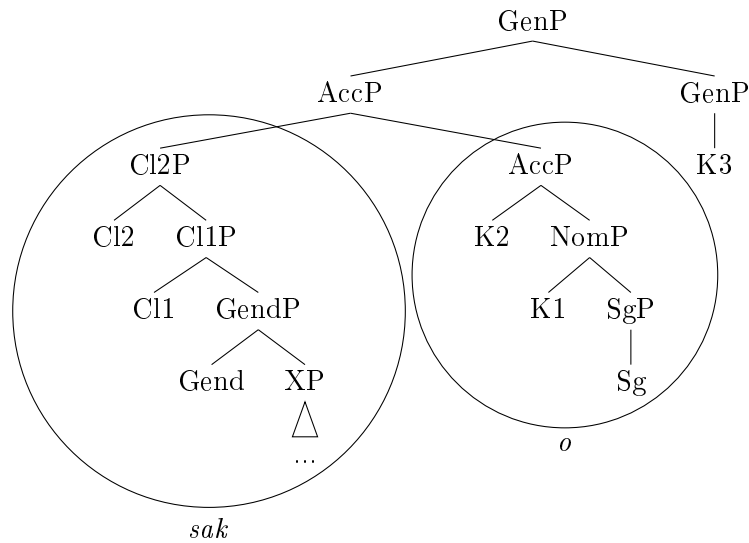 GenP
AccP GenP
Cl2P AccP K3
Cl2 Cl1P K2 NomP
Cl1 GendP K1 SgP
Gend XP Sg
...
o
sak